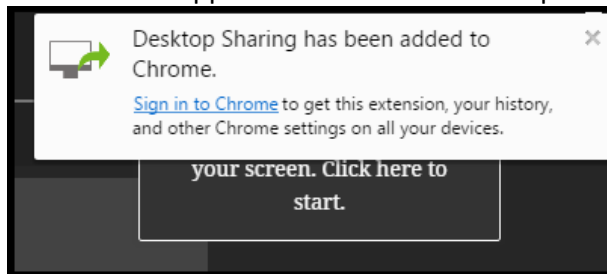 Desktop Sharing has been added to
Chrome.
Sign in to Chrome to get this extension, your history,
and other Chrome settings on all your devices.
your screen. Click here to
start.